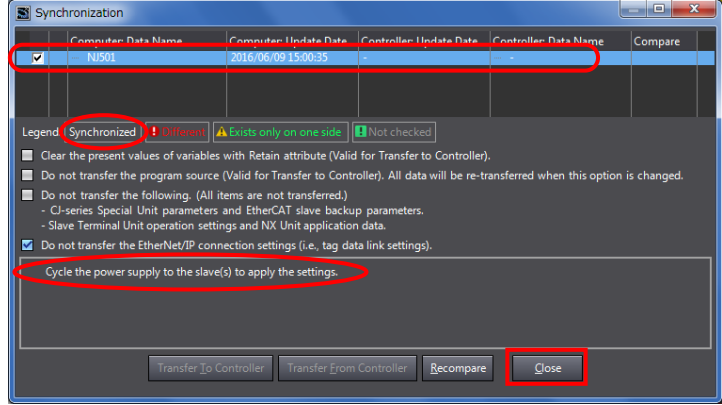 Synchronization
Computer: Data Name Computer: Update Date Controller: Update Date Controller: Data Name Compare
NJ501 2016/06/09 15:00:35 - -
Legend: Synchronized Different Exists only on one side Not checked
Clear the present values of variables with Retain attribute (Valid for Transfer to Controller).
Do not transfer the program source (Valid for Transfer to Controller). All data will be re-transferred when this option is changed.
Do not transfer the following. (All items are not transferred.)
- CJ-series Special Unit parameters and EtherCAT slave backup parameters.
- Slave Terminal Unit operation settings and NX Unit application data.
Do not transfer the EtherNet/IP connection settings (i.e., tag data link settings).
Cycle the power supply to the slave(s) to apply the settings.
Transfer To Controller Transfer From Controller Recompare Close